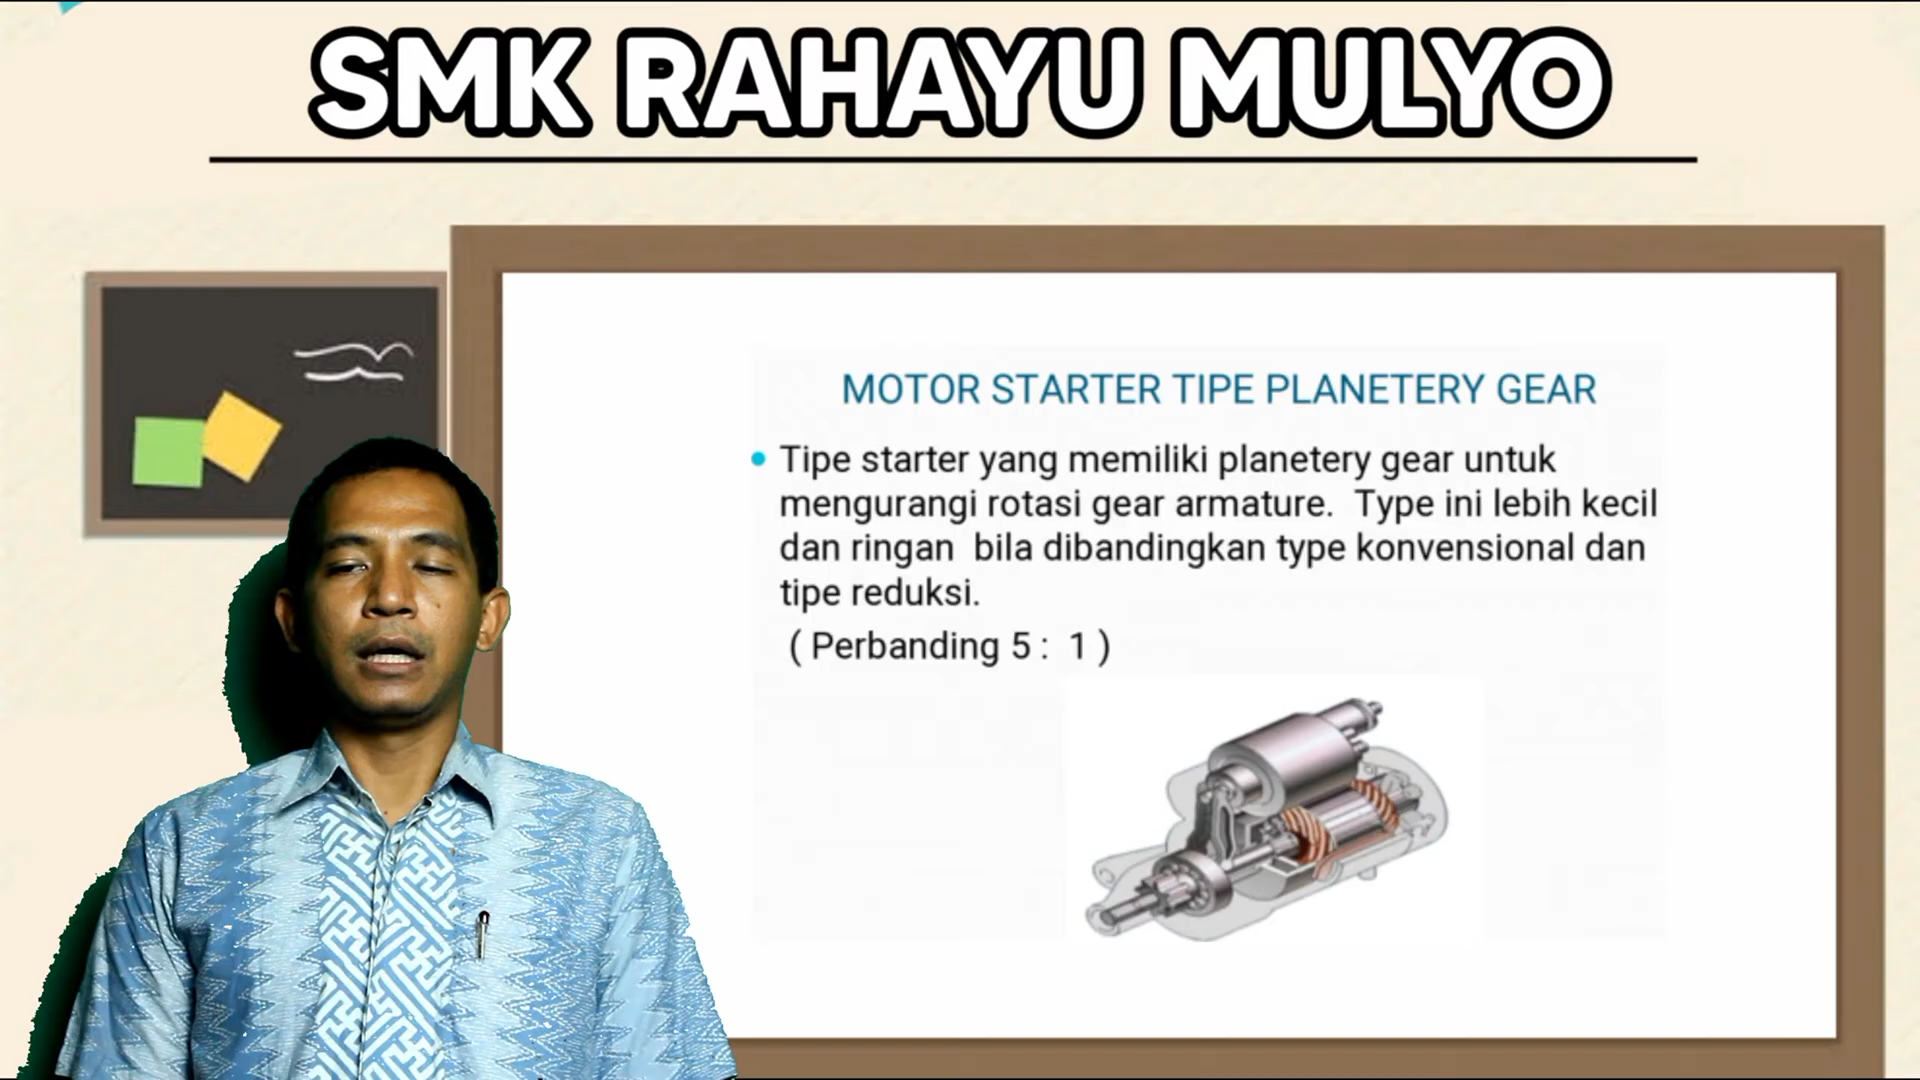 SMK RAHAYU MULYO
MOTOR STARTER TIPE PLANETERY GEAR
• Tipe starter yang memiliki planetery gear untuk
mengurangi rotasi gear armature. Type ini lebih kecil
dan ringan bila dibandingkan type konvensional dan
tipe reduksi.
( Perbanding 5 : 1 )